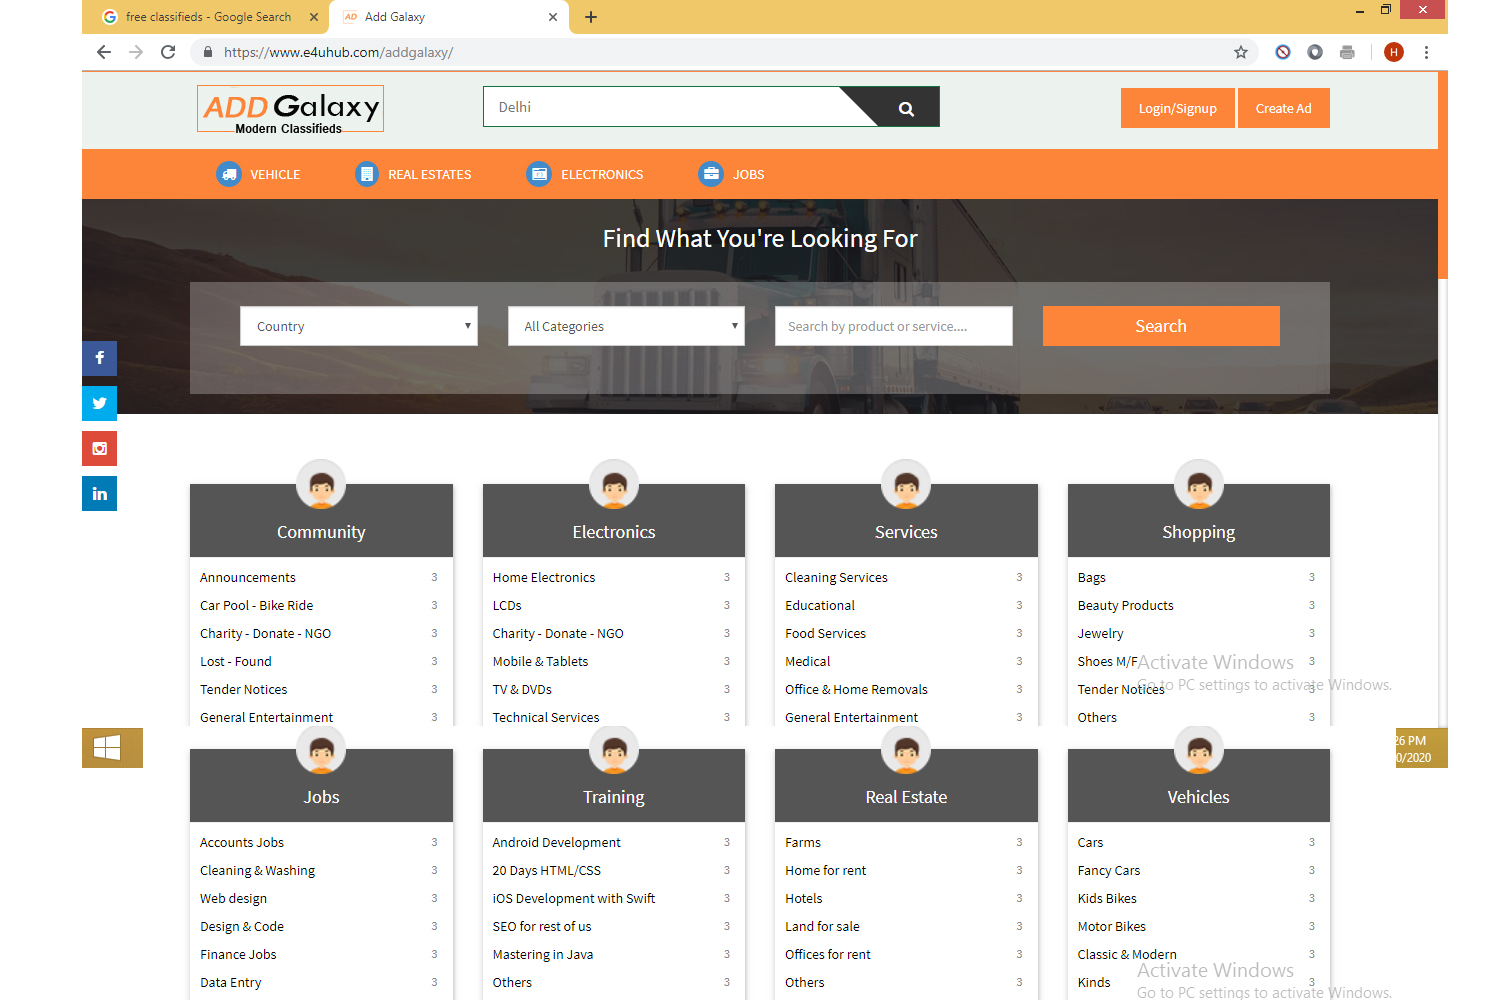 free classifieds - Google Search
AD Add Galaxy
https://www.e4uhub.com/addgalaxy/
H
ADD Galaxy
Modern Classifieds
Delhi
Login/Signup
Create Ad
VEHICLE
REAL ESTATES
ELECTRONICS
JOBS
Find What You're Looking For
Country
All Categories
Search by product or service....
Search
Community
Announcements 3
Car Pool - Bike Ride 3
Charity - Donate - NGO 3
Lost - Found 3
Tender Notices 3
General Entertainment 3
Electronics
Home Electronics 3
LCDs 3
Charity - Donate - NGO 3
Mobile & Tablets 3
TV & DVDs 3
Technical Services 3
Services
Cleaning Services 3
Educational 3
Food Services 3
Medical 3
Office & Home Removals 3
General Entertainment 3
Shopping
Bags 3
Beauty Products 3
Jewelry 3
Shoes M/F 3
Tender Notices 3
Others 3
Activate Windows
Go to PC settings to activate Windows.
26 PM
0/2020
Jobs
Accounts Jobs 3
Cleaning & Washing 3
Web design 3
Design & Code 3
Finance Jobs 3
Data Entry 3
Training
Android Development 3
20 Days HTML/CSS 3
iOS Development with Swift 3
SEO for rest of us 3
Mastering in Java 3
Others 3
Real Estate
Farms 3
Home for rent 3
Hotels 3
Land for sale 3
Offices for rent 3
Others 3
Vehicles
Cars 3
Fancy Cars 3
Kids Bikes 3
Motor Bikes 3
Classic & Modern 3
Kinds 3
Activate Windows
Go to PC settings to activate Windows.